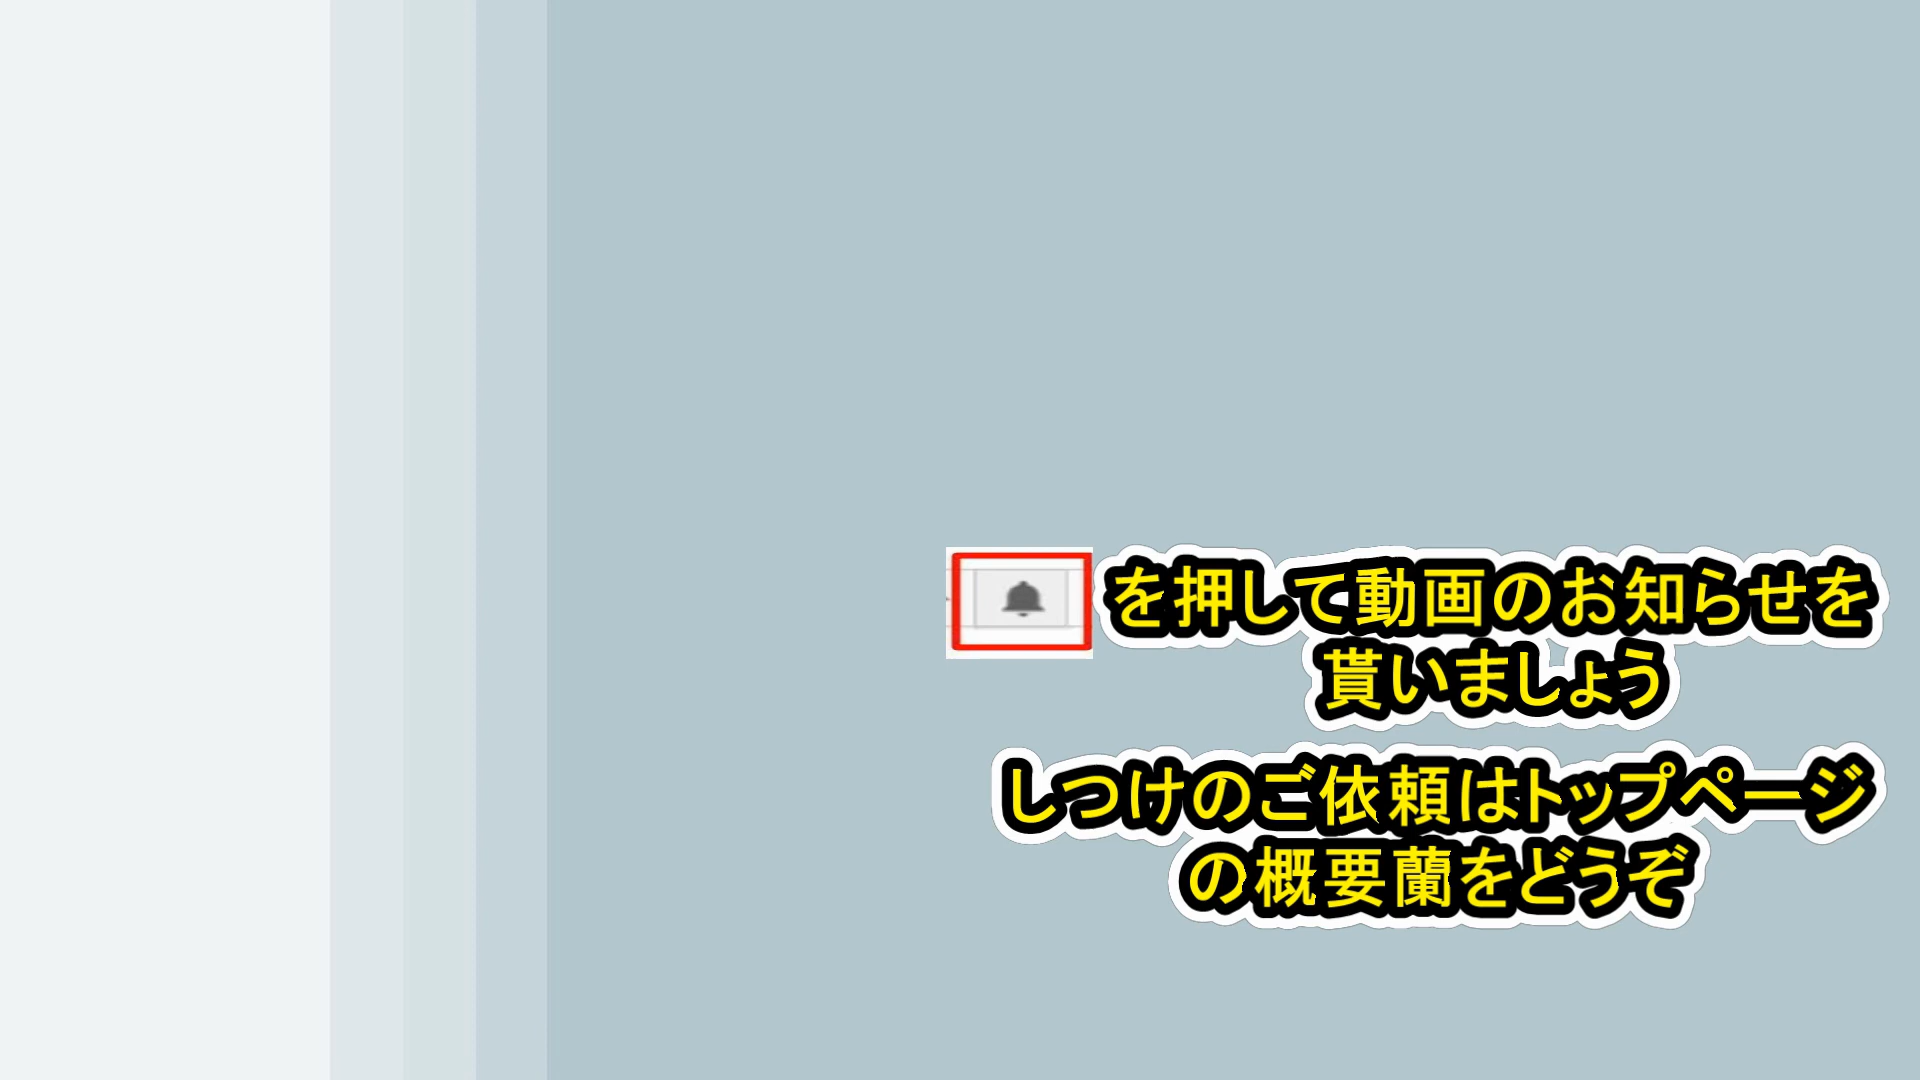 を押して動画のお知らせを
貰いましょう
しつけのご依頼はトップページ
の概要蘭をどうぞ